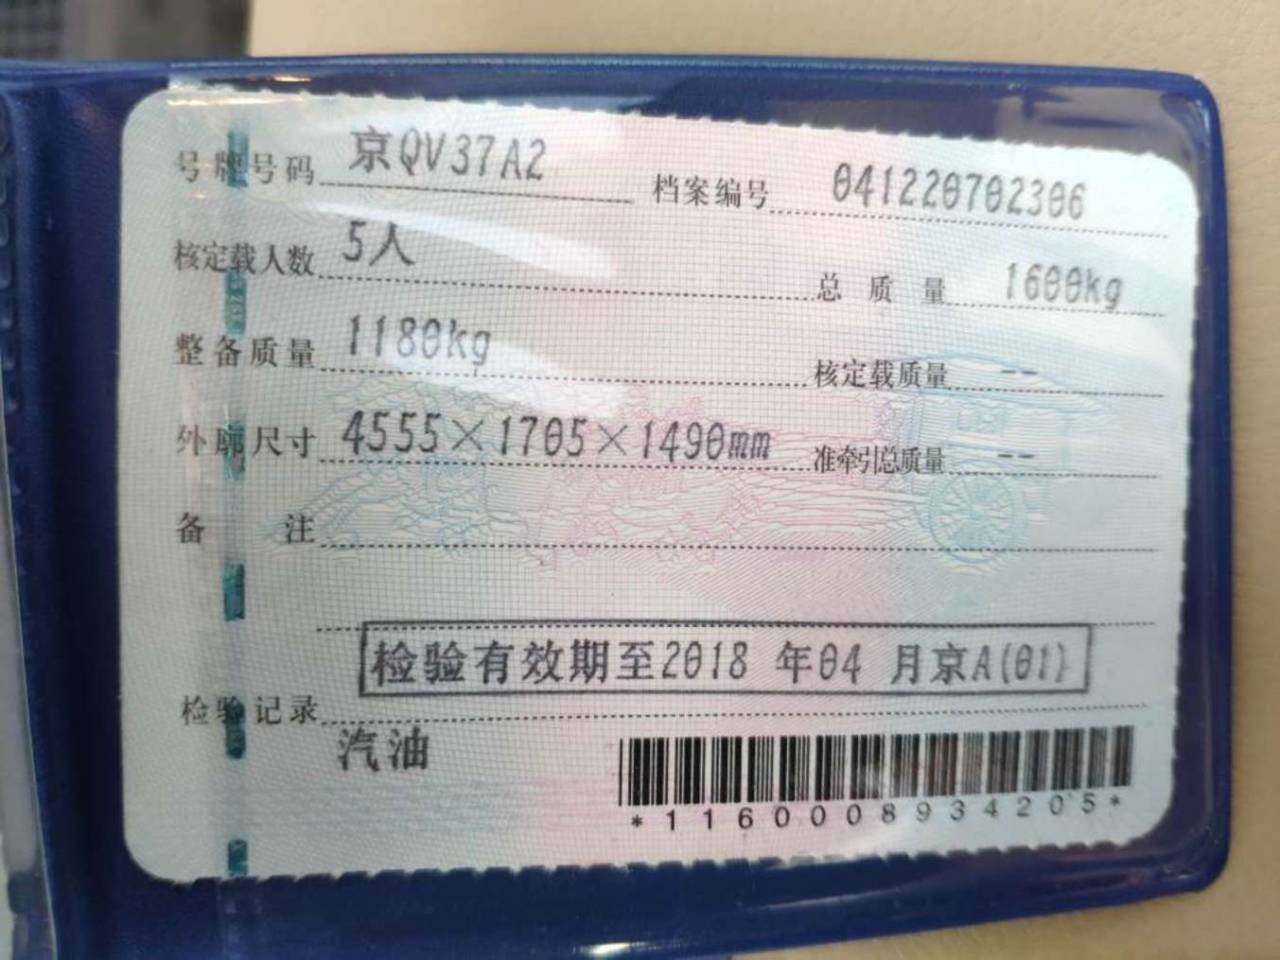 号牌号码 京QV37A2 档案编号 041220702306
核定载人数 5人 总质量 1600kg
整备质量 1180kg 核定载质量 --
外廓尺寸 4555×1705×1490mm 准牵引总质量 --
备注
检验有效期至2018 年04 月京A(01)
检验记录
汽油
*1160008934205*